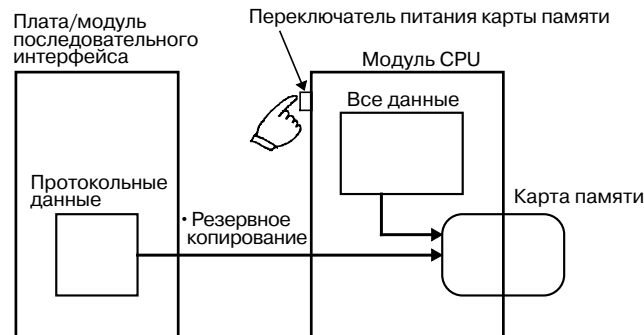 Плата/модуль
последовательного
интерфейса
Переключатель питания карты памяти
Модуль CPU
Все данные
Протокольные
данные
• Резервное
копирование
Карта памяти